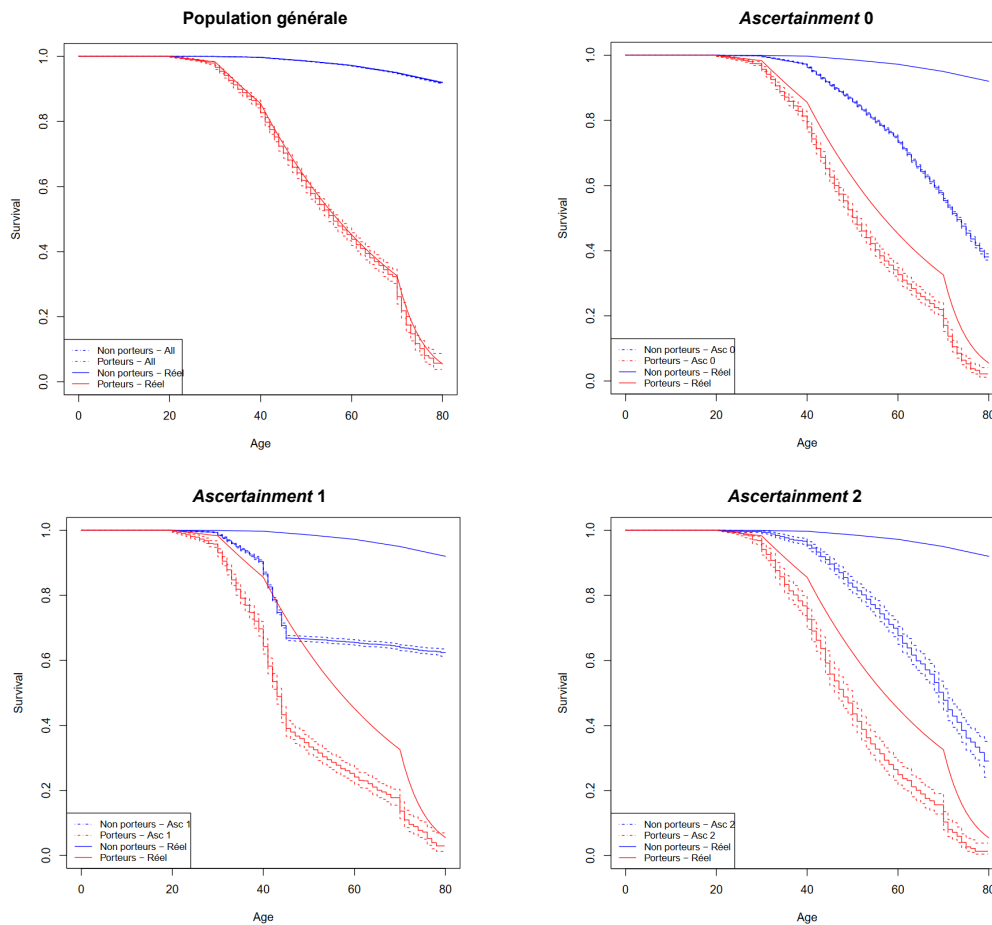 Population générale
Survival
1.0
0.8
0.6
0.4
0.2
0.0
Non porteurs – All
Porteurs – All
Non porteurs – Réel
Porteurs – Réel
0 20 40 60 80
Age
Ascertainment 0
Survival
1.0
0.8
0.6
0.4
0.2
0.0
Non porteurs – Asc 0
Porteurs – Asc 0
Non porteurs – Réel
Porteurs – Réel
0 20 40 60 80
Age
Ascertainment 1
Survival
1.0
0.8
0.6
0.4
0.2
0.0
Non porteurs – Asc 1
Porteurs – Asc 1
Non porteurs – Réel
Porteurs – Réel
0 20 40 60 80
Age
Ascertainment 2
Survival
1.0
0.8
0.6
0.4
0.2
0.0
Non porteurs – Asc 2
Porteurs – Asc 2
Non porteurs – Réel
Porteurs – Réel
0 20 40 60 80
Age